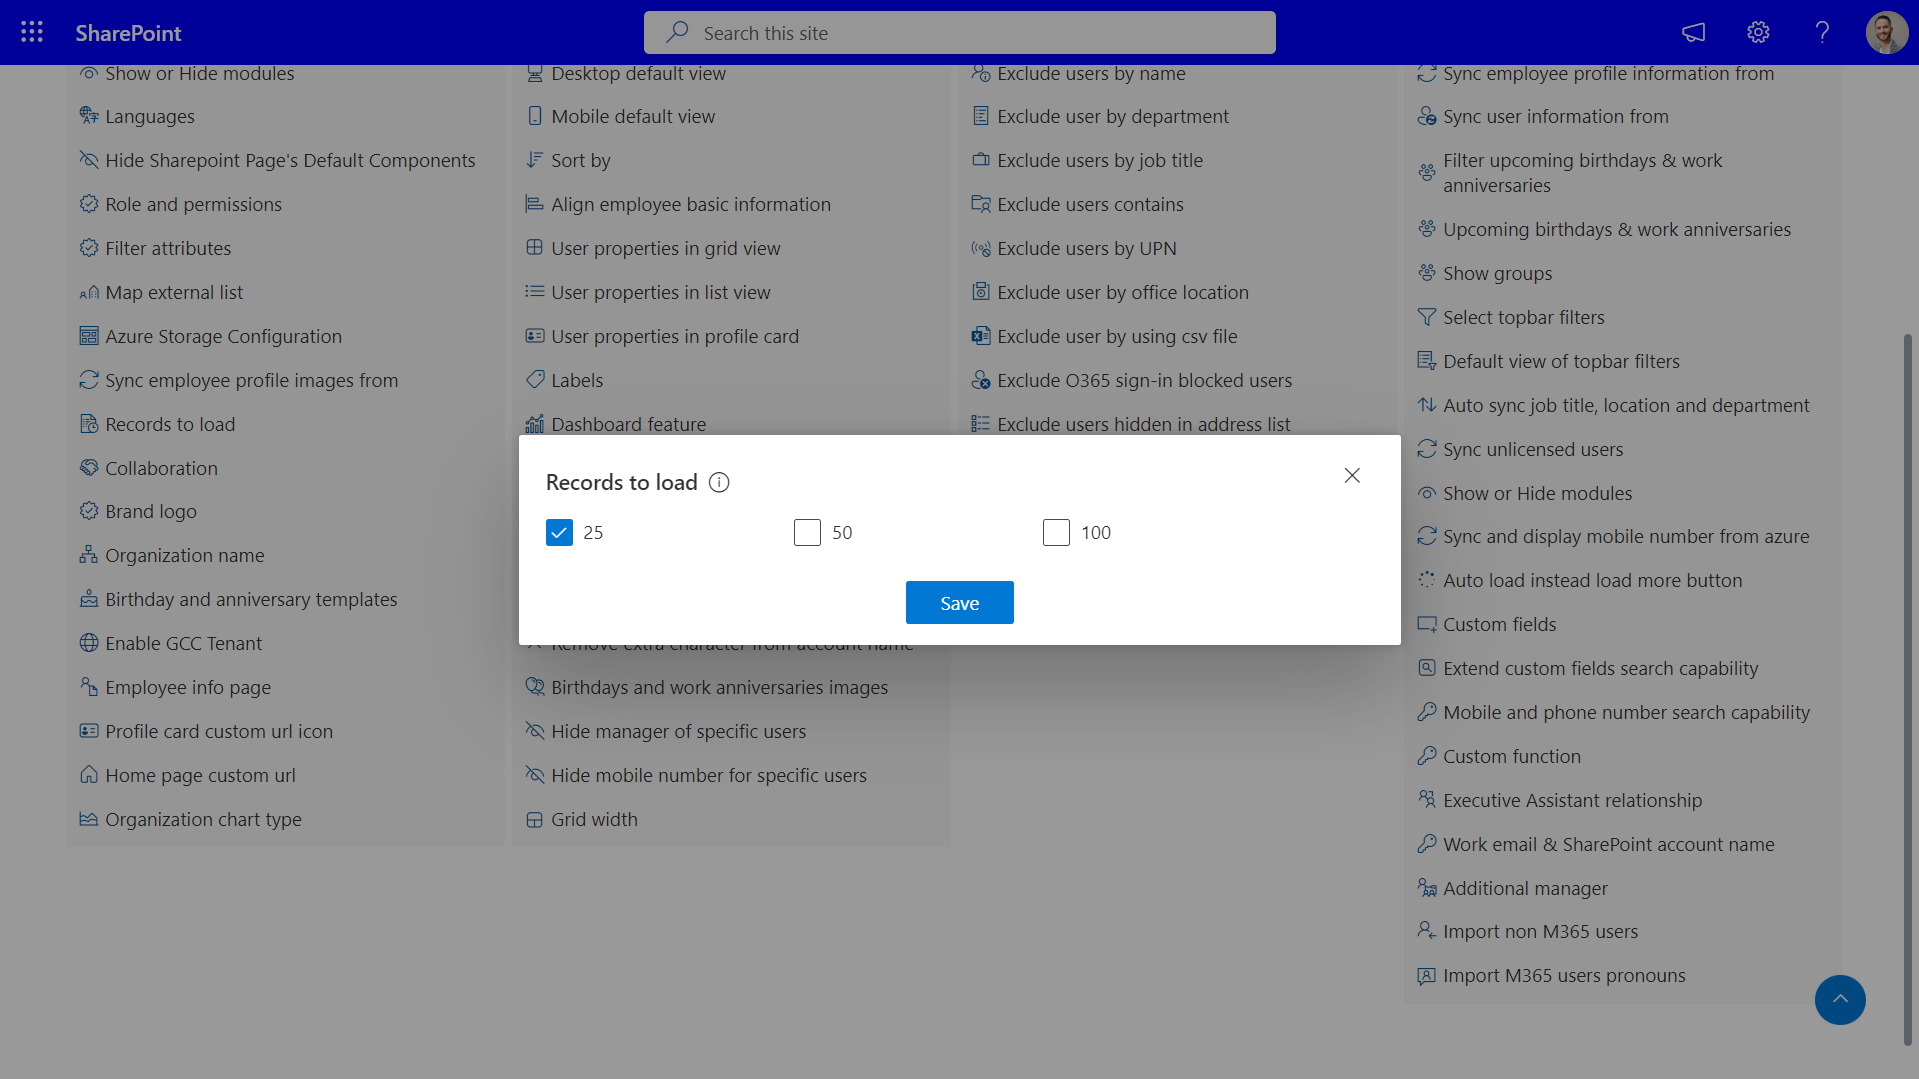 SharePoint
Search this site
Show or Hide modules
Languages
Hide Sharepoint Page's Default Components
Role and permissions
Filter attributes
Map external list
Azure Storage Configuration
Sync employee profile images from
Records to load
Collaboration
Brand logo
Organization name
Birthday and anniversary templates
Enable GCC Tenant
Employee info page
Profile card custom url icon
Home page custom url
Organization chart type
Desktop default view
Mobile default view
Sort by
Align employee basic information
User properties in grid view
User properties in list view
User properties in profile card
Labels
Dashboard feature
Remove extra character from account name
Birthdays and work anniversaries images
Hide manager of specific users
Hide mobile number for specific users
Grid width
Exclude users by name
Exclude user by department
Exclude users by job title
Exclude users contains
Exclude users by UPN
Exclude user by office location
Exclude user by using csv file
Exclude O365 sign-in blocked users
Exclude users hidden in address list
Sync employee profile information from
Sync user information from
Filter upcoming birthdays & work
anniversaries
Upcoming birthdays & work anniversaries
Show groups
Select topbar filters
Default view of topbar filters
Auto sync job title, location and department
Sync unlicensed users
Show or Hide modules
Sync and display mobile number from azure
Auto load instead load more button
Custom fields
Extend custom fields search capability
Mobile and phone number search capability
Custom function
Executive Assistant relationship
Work email & SharePoint account name
Additional manager
Import non M365 users
Import M365 users pronouns
Records to load
25
50
100
Save